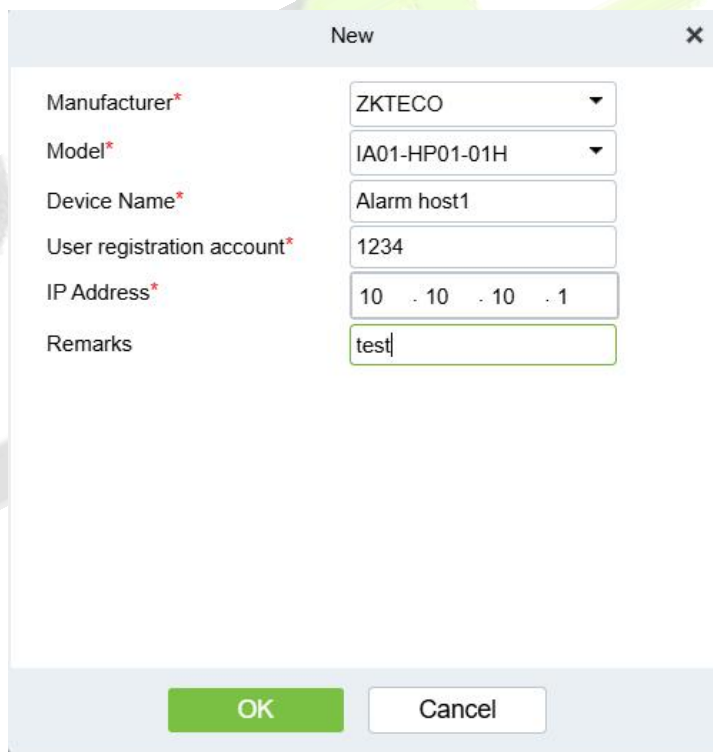 New ×
Manufacturer* ZKTECO
Model* IA01-HP01-01H
Device Name* Alarm host1
User registration account* 1234
IP Address* 10 . 10 . 10 . 1
Remarks test
OK Cancel